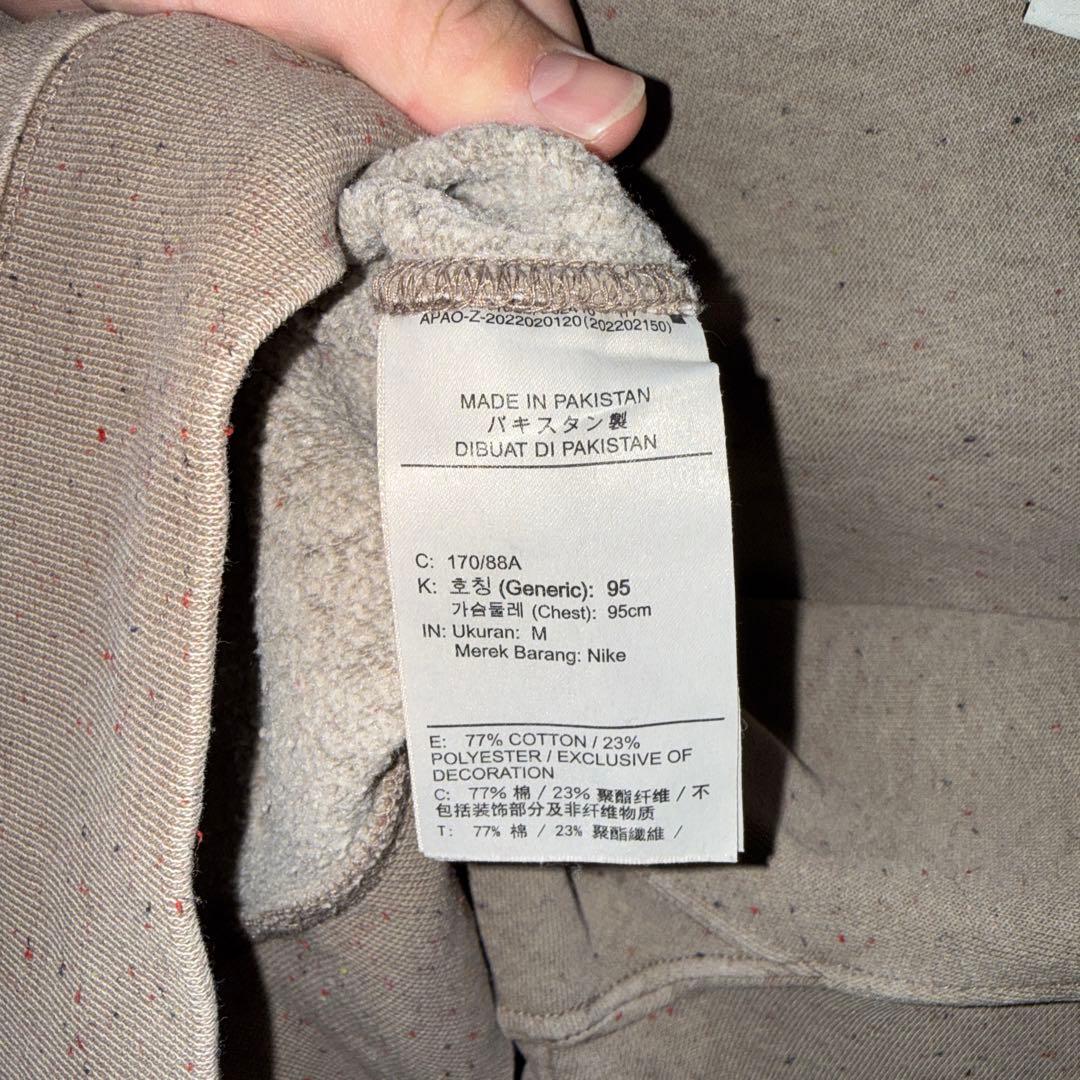 APAO-Z-2022020120(202202150)
MADE IN PAKISTAN
パキスタン製
DIBUAT DI PAKISTAN
C: 170/88A
K: 호칭 (Generic): 95
가슴둘레 (Chest): 95cm
IN: Ukuran: M
Merek Barang: Nike
E: 77% COTTON / 23%
POLYESTER / EXCLUSIVE OF
DECORATION
C: 77% 棉 / 23% 聚酯纤维 / 不
包括装饰部分及非纤维物质
T: 77% 棉 / 23% 聚酯纖維 /